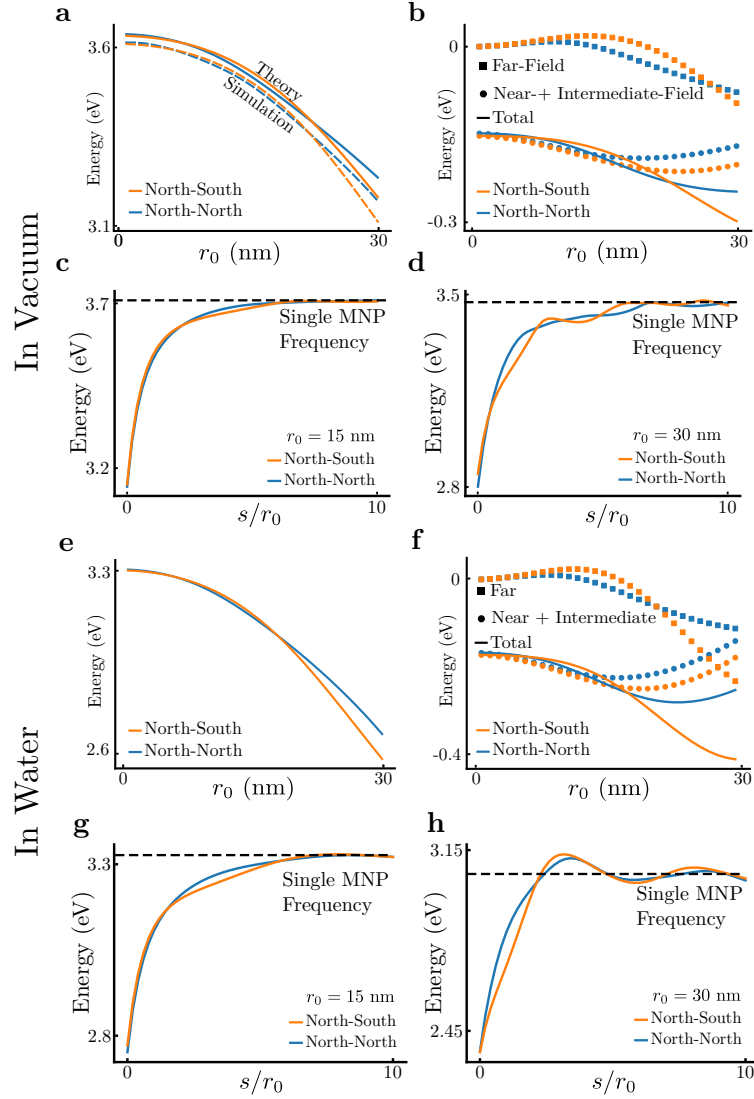 In Vacuum
a
3.6
3.1
Energy (eV)
Theory
Simulation
North-South
North-North
0
30
r₀ (nm)
b
0
-0.3
Energy (eV)
Far-Field
Near-+ Intermediate-Field
Total
North-South
North-North
0
30
r₀ (nm)
c
3.7
3.2
Energy (eV)
Single MNP
Frequency
r₀ = 15 nm
North-South
North-North
0
10
s/r₀
d
3.5
2.8
Energy (eV)
Single MNP
Frequency
r₀ = 30 nm
North-South
North-North
0
10
s/r₀
In Water
e
3.3
2.6
Energy (eV)
North-South
North-North
0
30
r₀ (nm)
f
0
-0.4
Energy (eV)
Far
Near + Intermediate
Total
North-South
North-North
0
30
r₀ (nm)
g
3.3
2.8
Energy (eV)
Single MNP
Frequency
r₀ = 15 nm
North-South
North-North
0
10
s/r₀
h
3.15
2.45
Energy (eV)
Single MNP
Frequency
r₀ = 30 nm
North-South
North-North
0
10
s/r₀